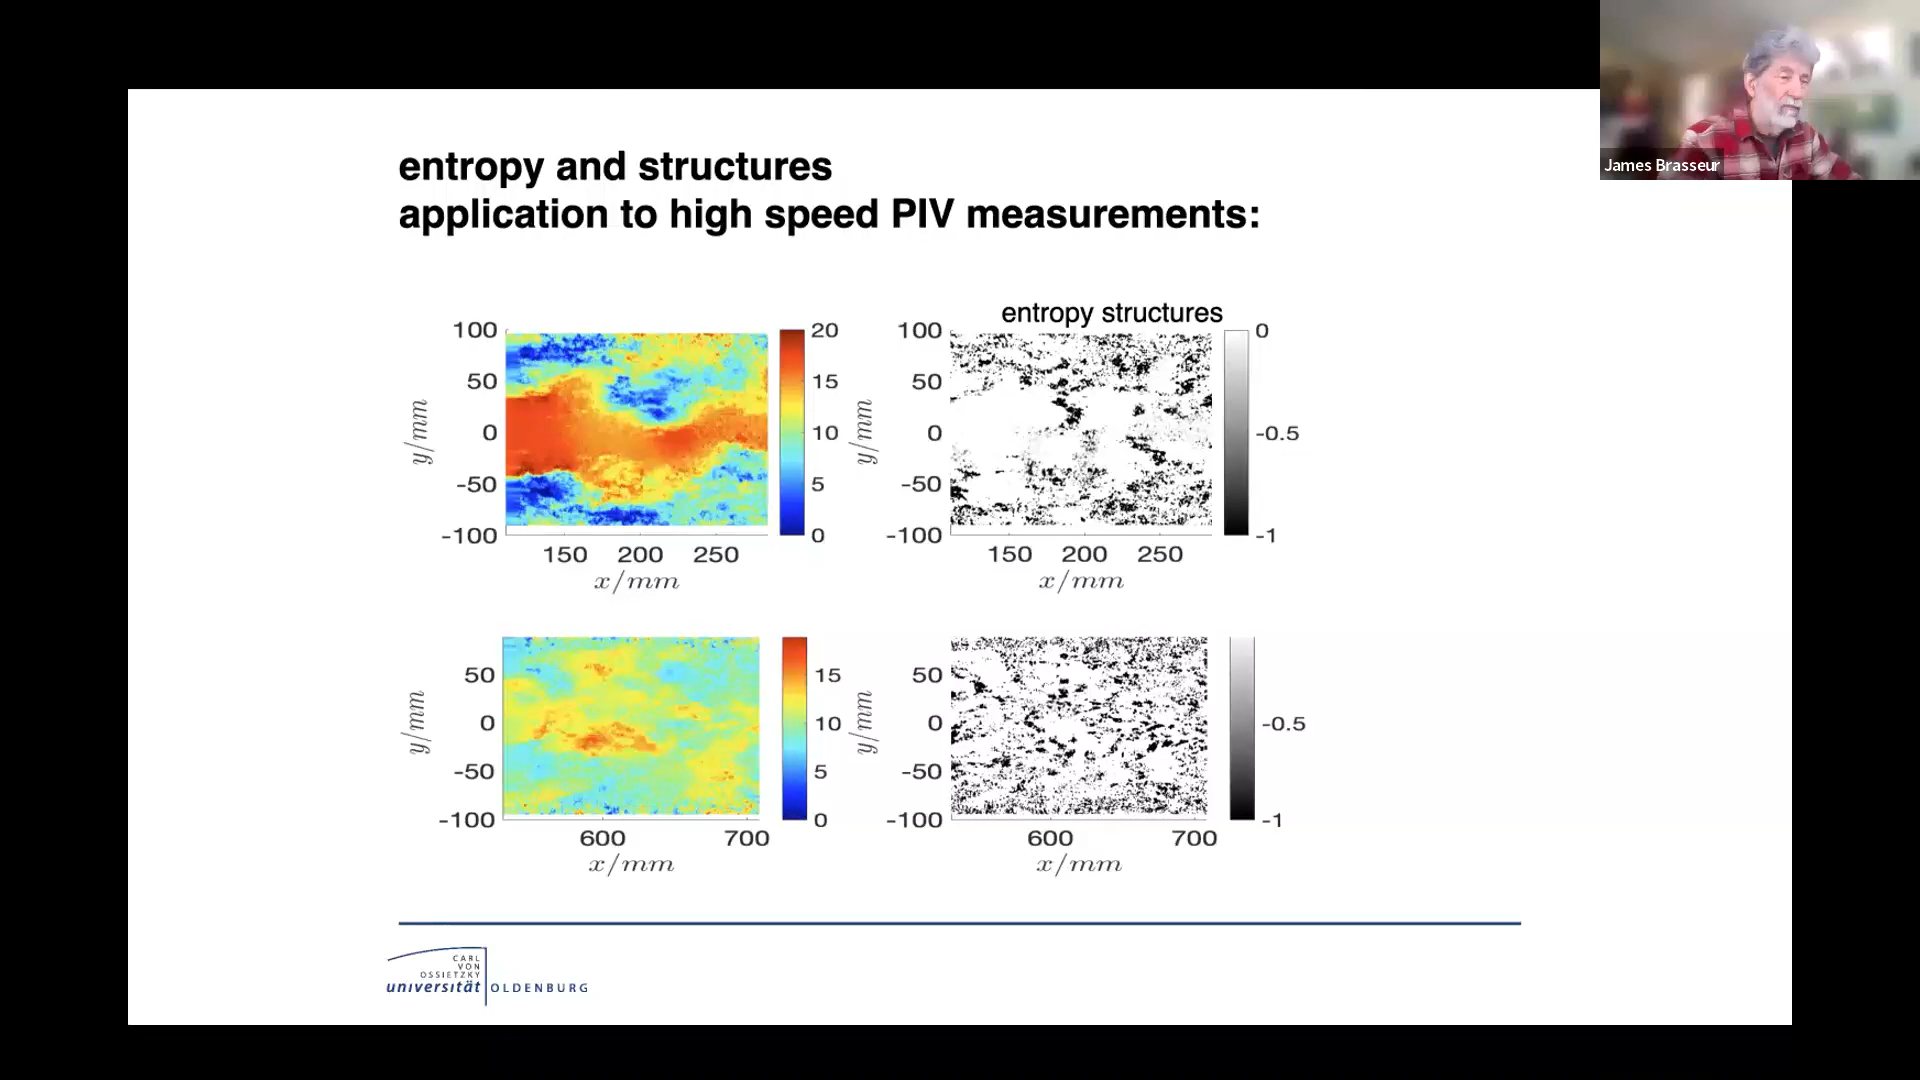 James Brasseur
entropy and structures
application to high speed PIV measurements:
entropy structures
100
50
0
-50
-100
y/mm
150 200 250
x/mm
20
15
10
5
0
100
50
0
-50
-100
y/mm
150 200 250
x/mm
0
-0.5
-1
50
0
-50
-100
y/mm
600 700
x/mm
15
10
5
0
50
0
-50
-100
y/mm
600 700
x/mm
-0.5
-1
CARL
VON
OSSIETZKY
universität OLDENBURG